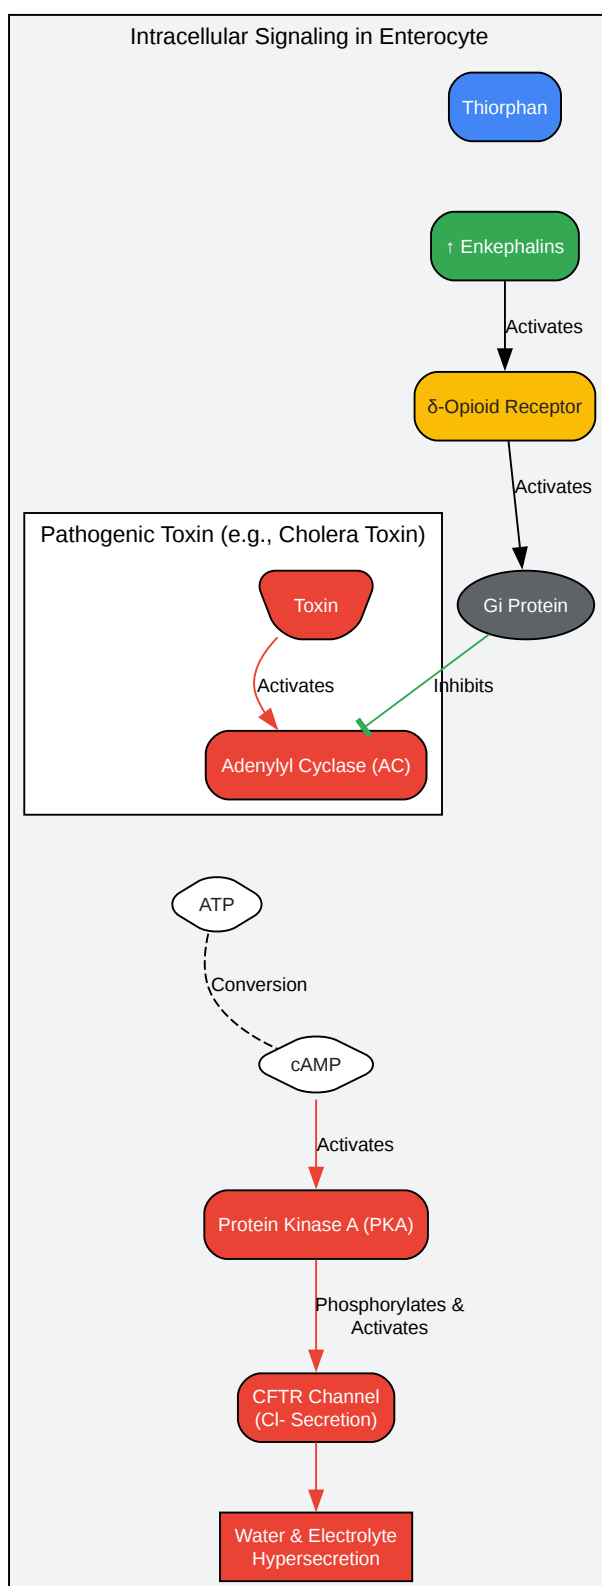 Intracellular Signaling in Enterocyte
Thiorphan
↑ Enkephalins
Activates
δ-Opioid Receptor
Activates
Pathogenic Toxin (e.g., Cholera Toxin)
Toxin
Gi Protein
Activates
Inhibits
Adenylyl Cyclase (AC)
ATP
Conversion
cAMP
Activates
Protein Kinase A (PKA)
Phosphorylates &
Activates
CFTR Channel
(Cl- Secretion)
Water & Electrolyte
Hypersecretion